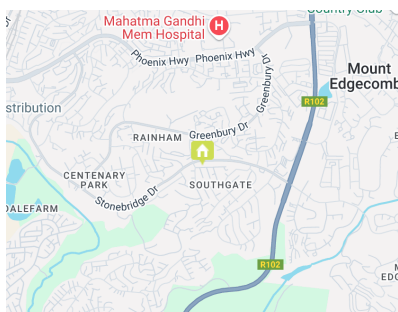 Country Club
Mahatma Gandhi
Mem Hospital
H
Phoenix Hwy
Phoenix Hwy
Greenbury Dr
Mount
Edgecomb
R102
stribution
RAINHAM
Greenbury Dr
CENTENARY
PARK
SOUTHGATE
Stonebridge Dr
DALEFARM
R102
M
EDG